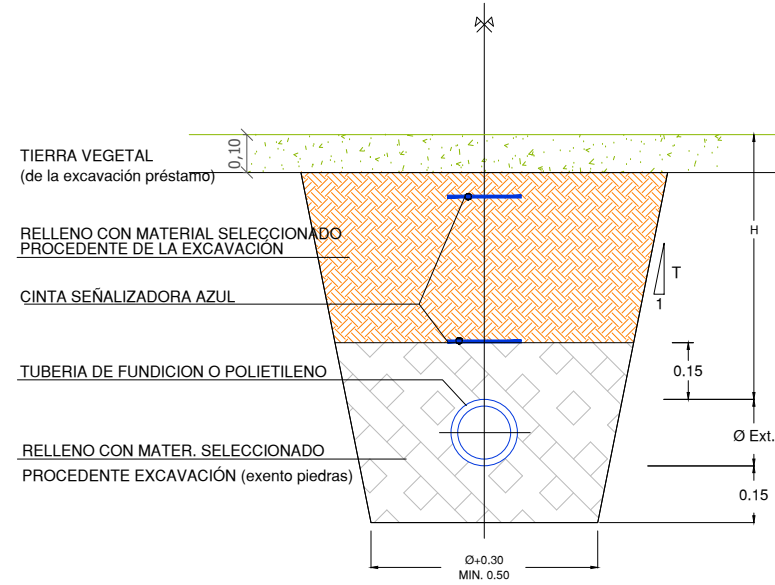 0,10
TIERRA VEGETAL
(de la excavación préstamo)
RELLENO CON MATERIAL SELECCIONADO
PROCEDENTE DE LA EXCAVACIÓN
H
T
1
CINTA SEÑALIZADORA AZUL
TUBERIA DE FUNDICION O POLIETILENO
0.15
Ø Ext.
RELLENO CON MATER. SELECCIONADO
PROCEDENTE EXCAVACIÓN (exento piedras)
0.15
Ø+0.30
MIN. 0.50